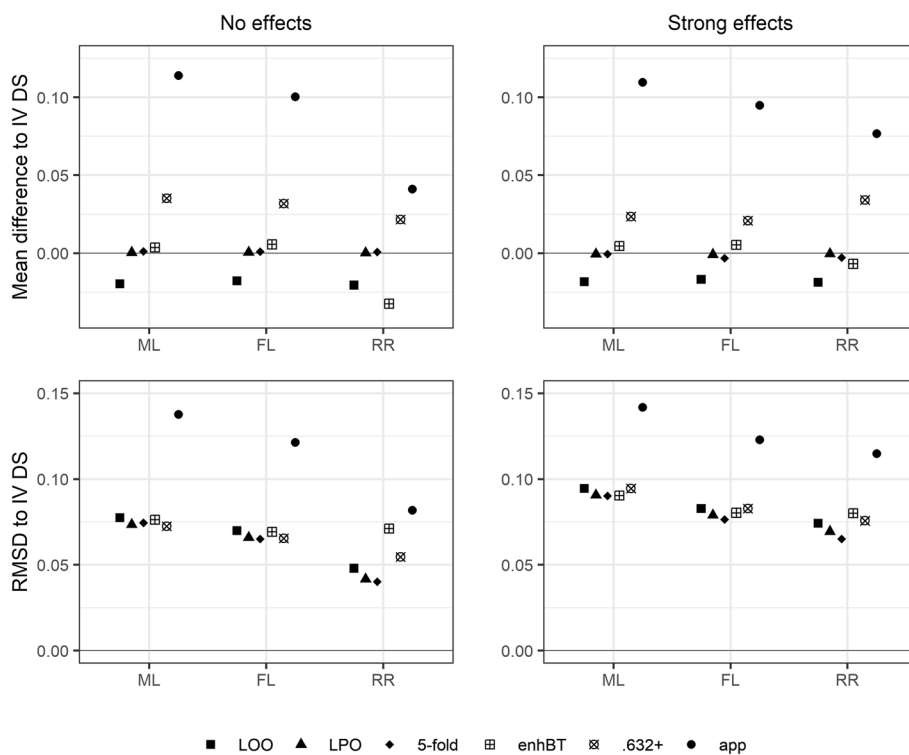 No effects
Strong effects
Mean difference to IV DS
0.10
0.05
0.00
ML FL RR
0.10
0.05
0.00
ML FL RR
RMSD to IV DS
0.15
0.10
0.05
0.00
ML FL RR
0.15
0.10
0.05
0.00
ML FL RR
LOO LPO 5-fold enhBT .632+ app